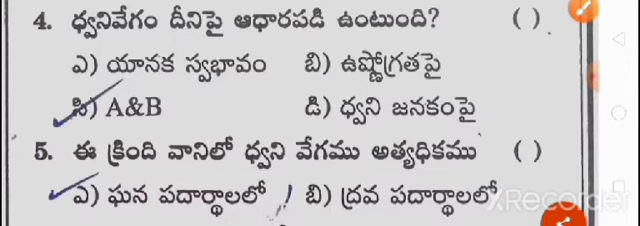 4. ధ్వనివేగం దీనిపై ఆధారపడి ఉంటుంది? ( )
ఎ) యానక స్వభావం బి) ఉష్ణోగ్రతపై
సి) A&B డి) ధ్వని జనకంపై
5. ఈ క్రింది వానిలో ధ్వని వేగము అత్యధికము ( )
ఎ) ఘన పదార్థాలలో బి) ద్రవ పదార్థాలలో
XRecorder